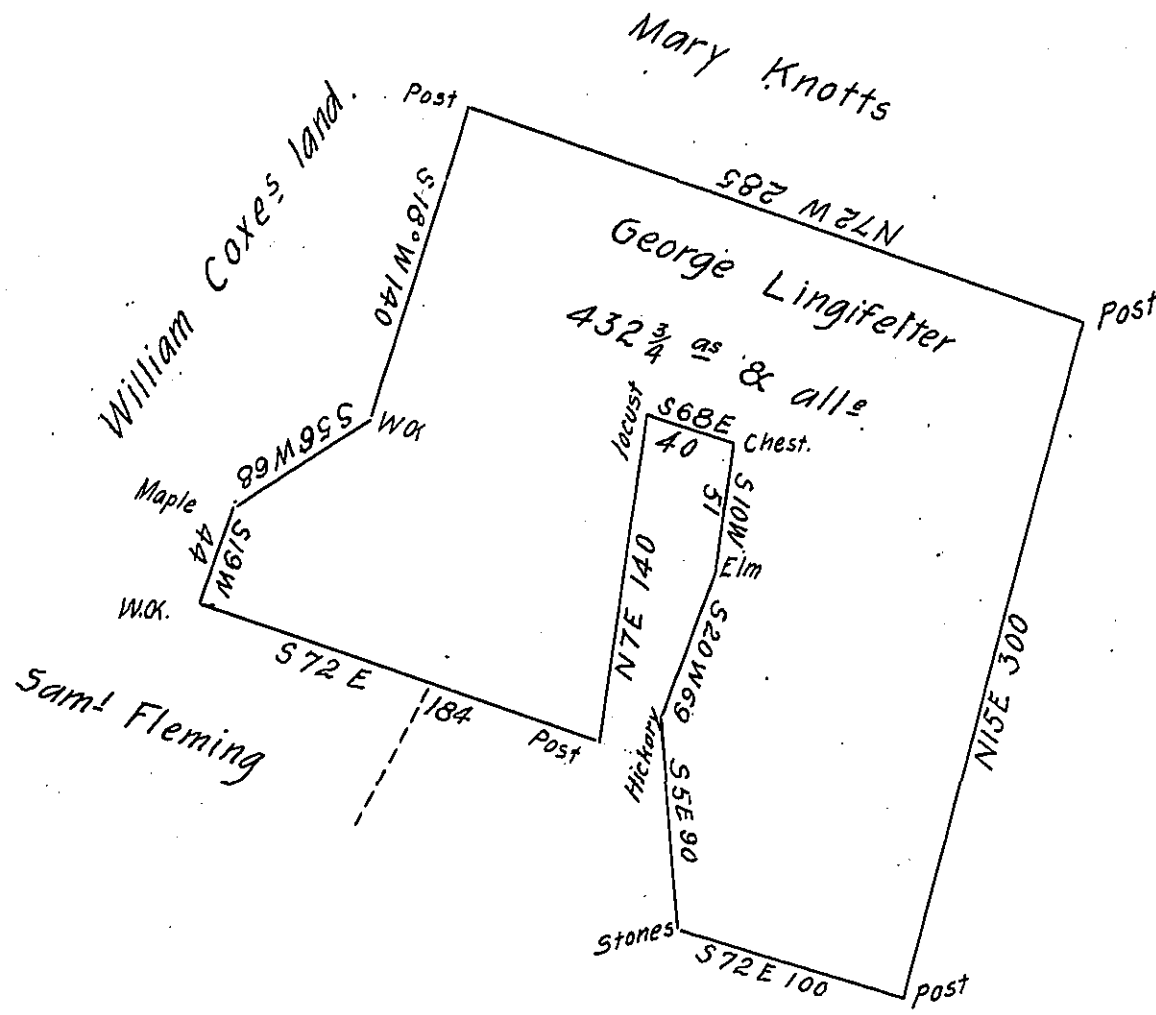 Mary Knotts
Post
William Coxes land.
S18°W140
N72W 285
George Lingifelter
Post
432 3/4 as & alle
locust
S68E
40
Chest.
S56W68
WO
Maple
44
S19W
S10W
51
Elm
W.O.
N7E 140
S20W69
N15E 300
S72E
184
Saml Fleming
Post
Hickory
S5E90
Stones
S72E 100
Post